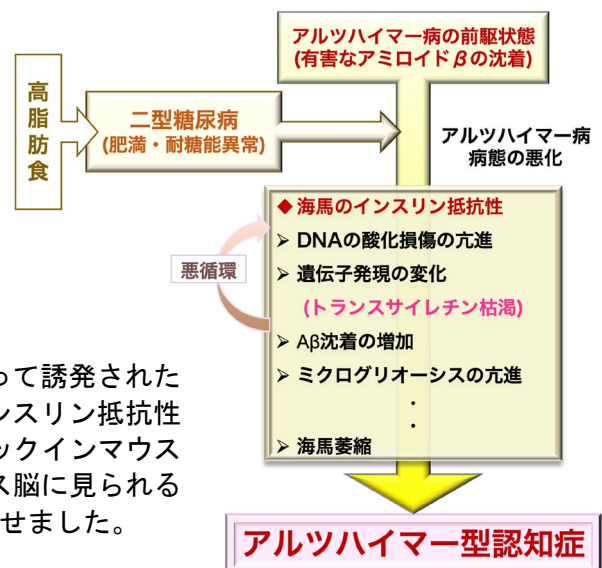 アルツハイマー病の前駆状態
(有害なアミロイドβの沈着)
高脂肪食
二型糖尿病
(肥満・耐糖能異常)
アルツハイマー病
病態の悪化
◆海馬のインスリン抵抗性
➢ DNAの酸化損傷の亢進
➢ 遺伝子発現の変化
(トランスサイレチン枯渇)
➢ Aβ沈着の増加
➢ ミクログリオーシスの亢進
・
・
➢ 海馬萎縮
悪循環
って誘発された
ンスリン抵抗性
ックインマウス
ス脳に見られる
せました。
アルツハイマー型認知症